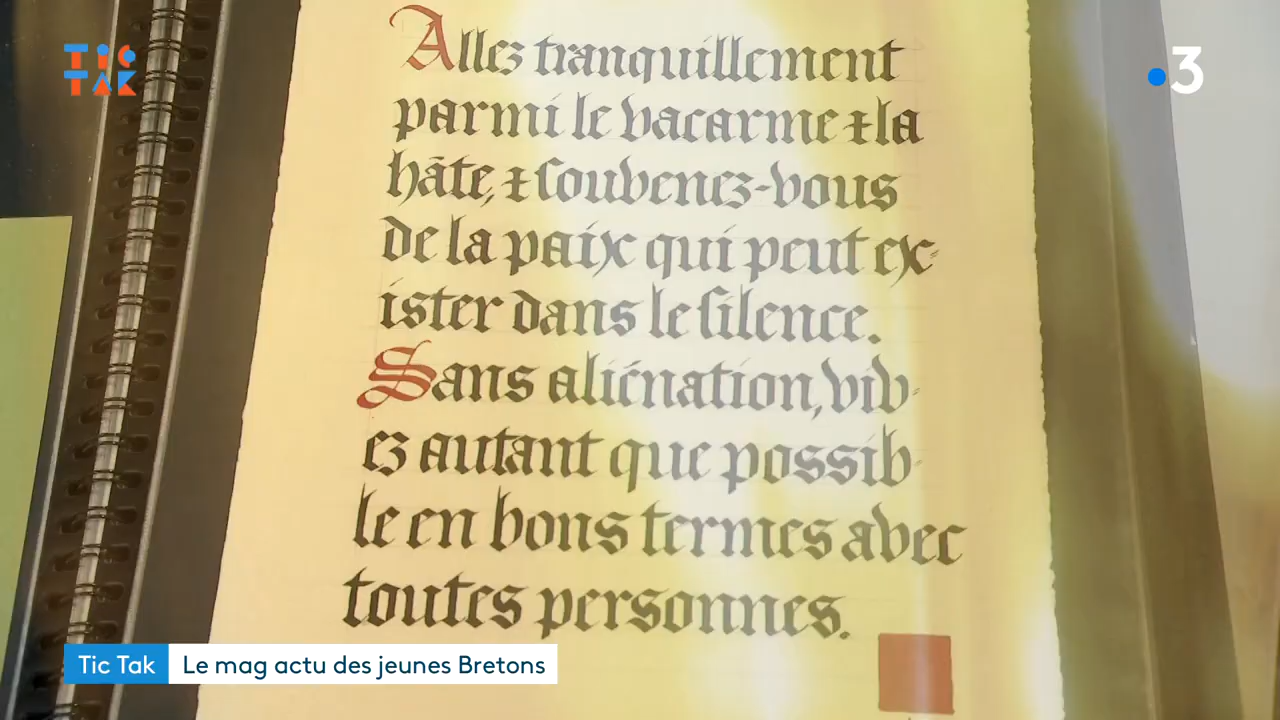 TIC
TAK
3
Allez tranquillement
parmi le vacarme & la
hâte, & souvenez-vous
de la paix qui peut ex-
ister dans le silence.
Sans aliénation, viv-
ez autant que possib-
le en bons termes avec
toutes personnes.
Tic Tak Le mag actu des jeunes Bretons